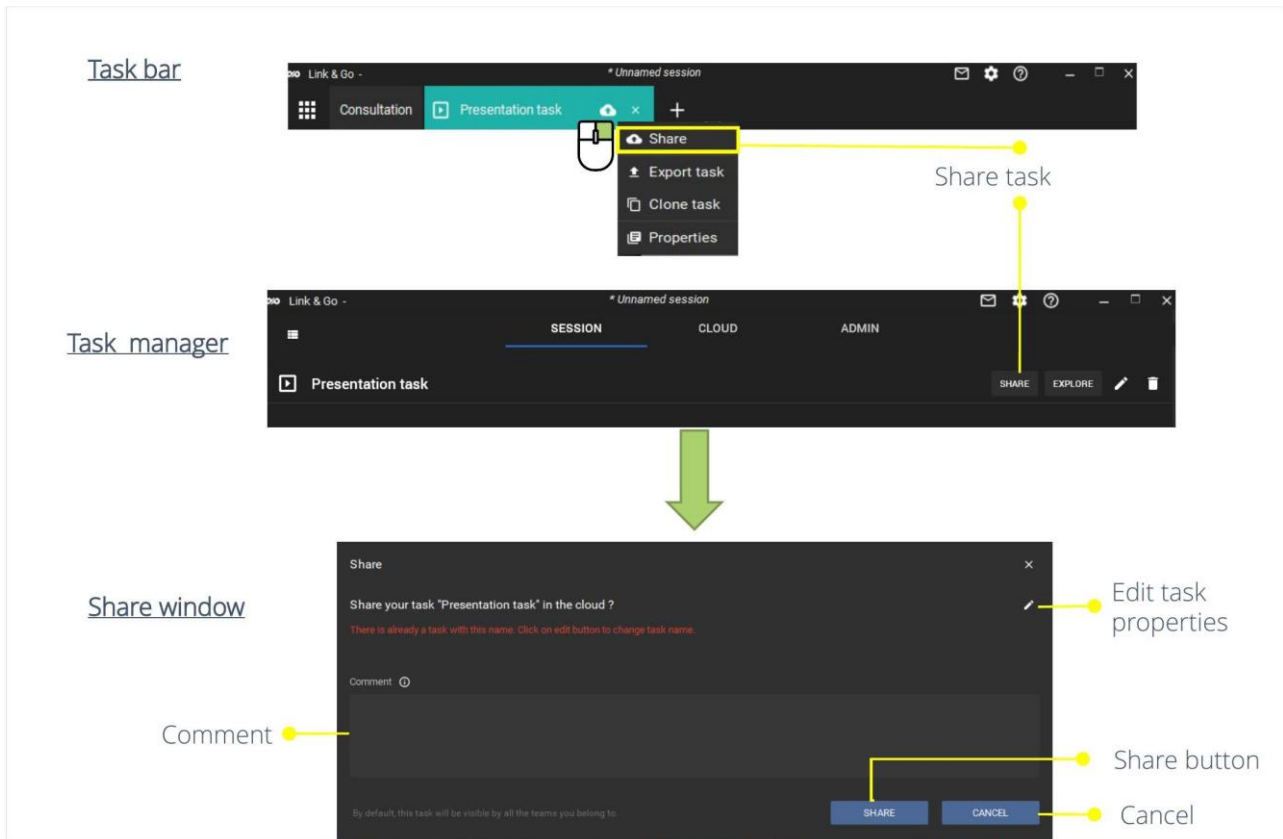 Task bar
Link & Go -
* Unnamed session
Consultation
Presentation task
Share
Export task
Clone task
Properties
Share task
Task manager
Link & Go -
* Unnamed session
SESSION CLOUD ADMIN
Presentation task
SHARE EXPLORE
Share window
Share
Share your task "Presentation task" in the cloud ?
There is already a task with this name. Click on edit button to change task name.
Edit task
properties
Comment
Comment
Share button
By default, this task will be visible by all the teams you belong to.
SHARE CANCEL
Cancel